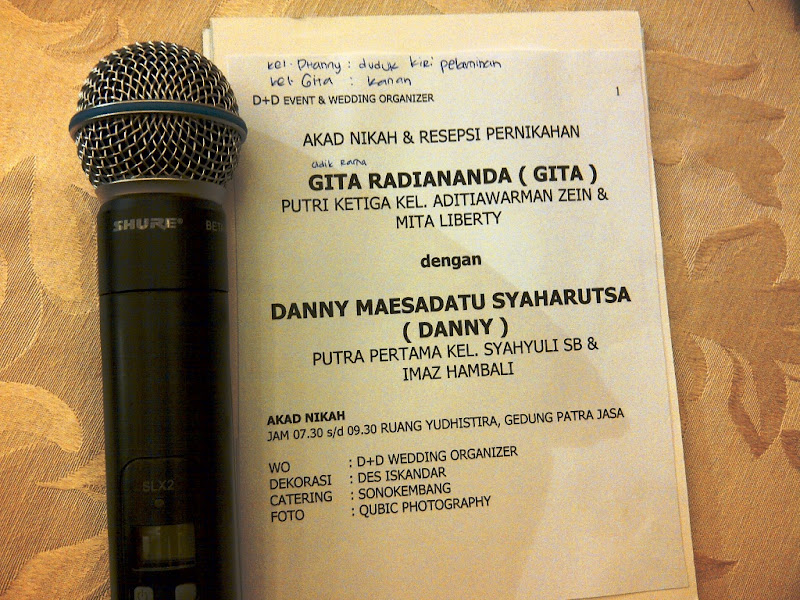 kel. Dhanny : duduk kiri pelaminan
kel. Gita : kanan
D+D EVENT & WEDDING ORGANIZER
1
AKAD NIKAH & RESEPSI PERNIKAHAN
adik Rama
GITA RADIANANDA ( GITA )
PUTRI KETIGA KEL. ADITIAWARMAN ZEIN &
MITA LIBERTY
dengan
DANNY MAESADATU SYAHARUTSA
( DANNY )
PUTRA PERTAMA KEL. SYAHYULI SB &
IMAZ HAMBALI
AKAD NIKAH
JAM 07.30 s/d 09.30 RUANG YUDHISTIRA, GEDUNG PATRA JASA
WO : D+D WEDDING ORGANIZER
DEKORASI : DES ISKANDAR
CATERING : SONOKEMBANG
FOTO : QUBIC PHOTOGRAPHY
SHURE BET
SLX2